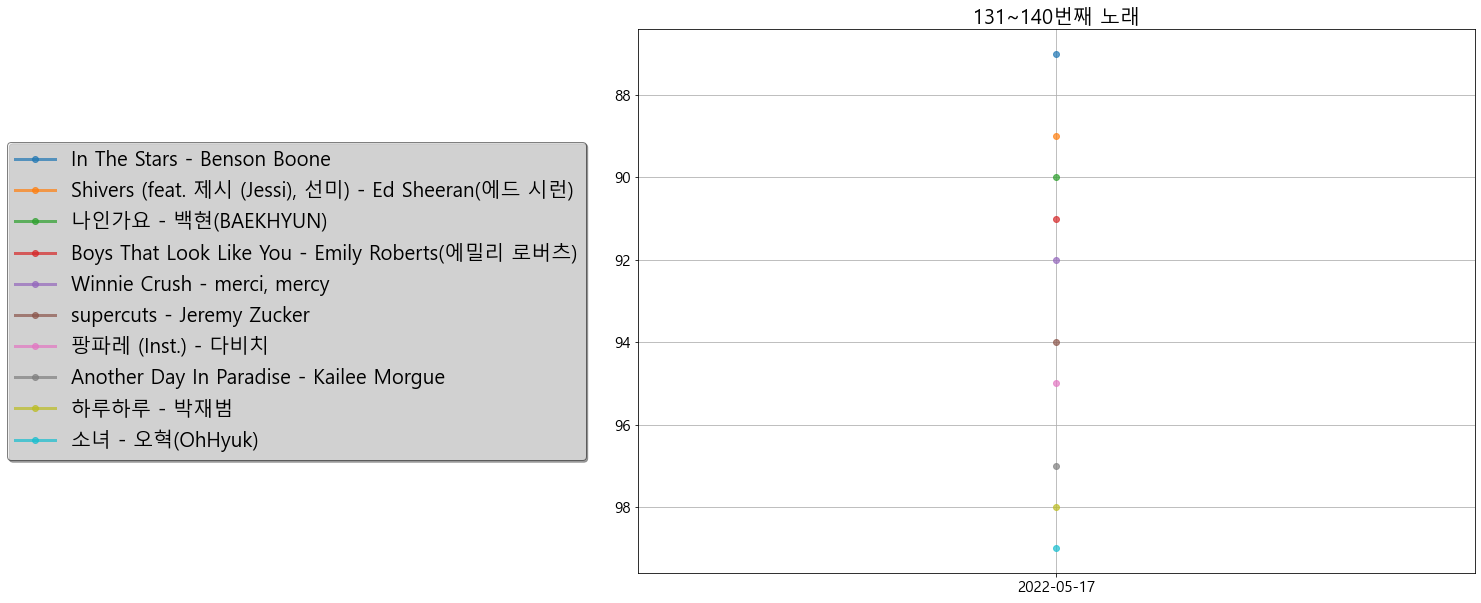 131~140번째 노래
In The Stars - Benson Boone
Shivers (feat. 제시 (Jessi), 선미) - Ed Sheeran(에드 시런)
나인가요 - 백현(BAEKHYUN)
Boys That Look Like You - Emily Roberts(에밀리 로버츠)
Winnie Crush - merci, mercy
supercuts - Jeremy Zucker
팡파레 (Inst.) - 다비치
Another Day In Paradise - Kailee Morgue
하루하루 - 박재범
소녀 - 오혁(OhHyuk)
88
90
92
94
96
98
2022-05-17